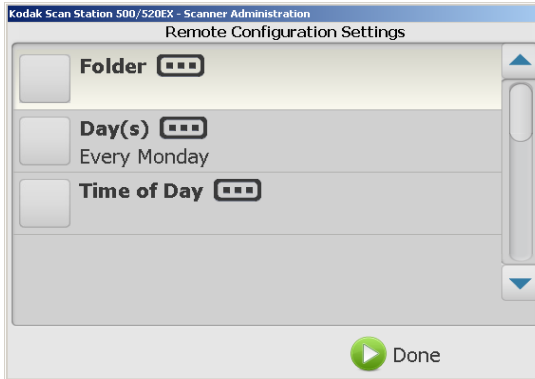 Kodak Scan Station 500/520EX - Scanner Administration
Remote Configuration Settings
Folder
Day(s)
Every Monday
Time of Day
Done